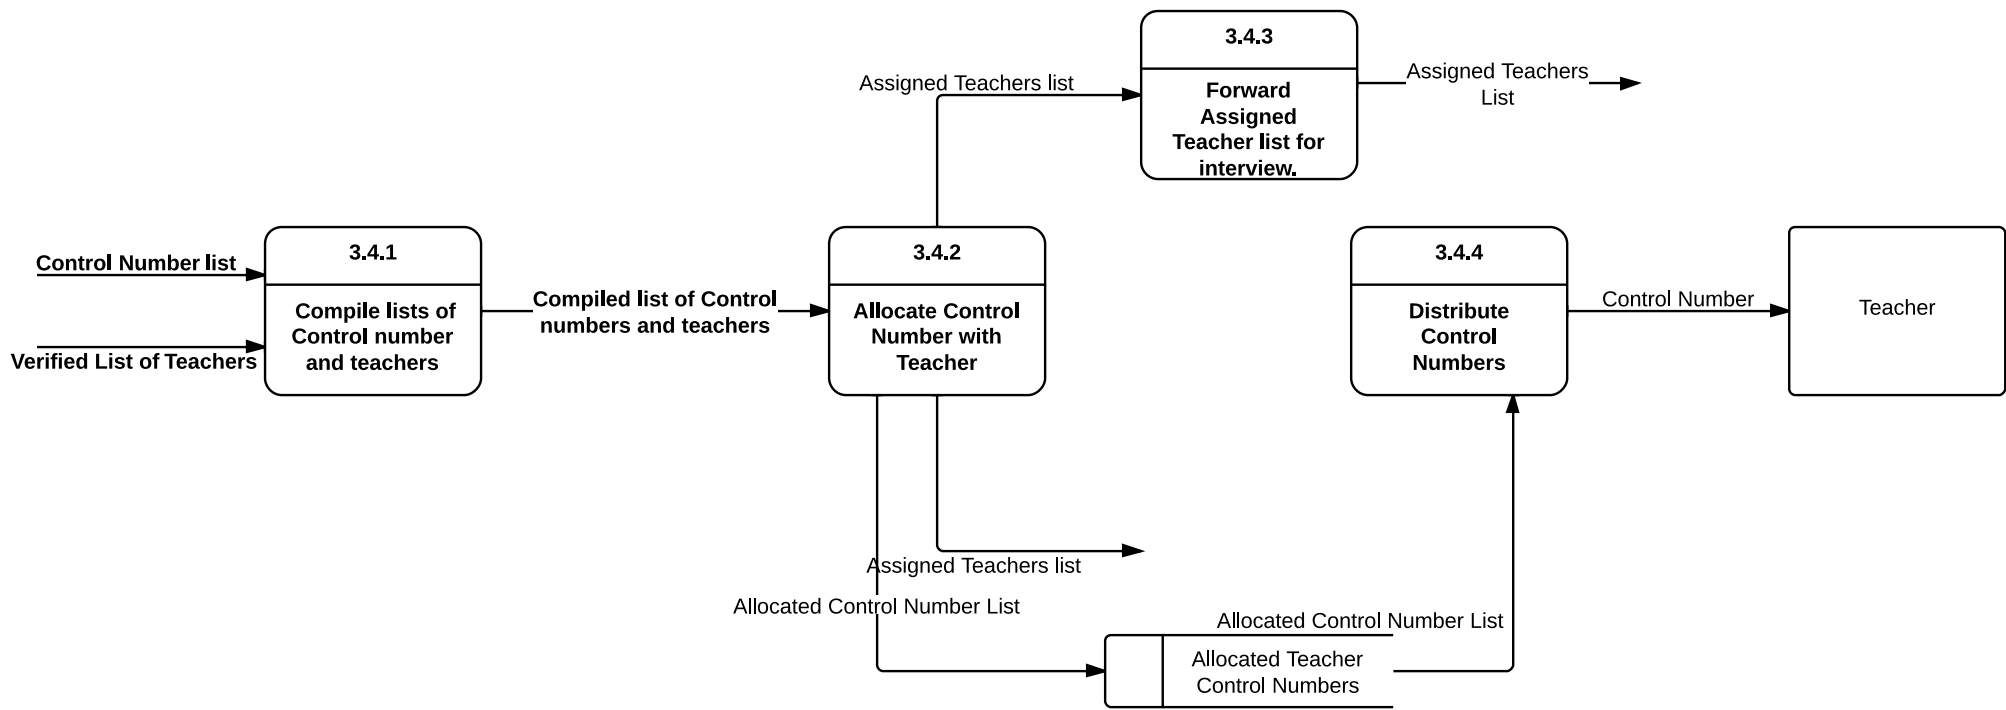 3.4.3
Forward
Assigned
Teacher list for
interview.
Assigned Teachers list
Assigned Teachers
List
Control Number list
Verified List of Teachers
3.4.1
Compile lists of
Control number
and teachers
Compiled list of Control
numbers and teachers
3.4.2
Allocate Control
Number with
Teacher
3.4.4
Distribute
Control
Numbers
Control Number
Teacher
Assigned Teachers list
Allocated Control Number List
Allocated Control Number List
Allocated Teacher
Control Numbers